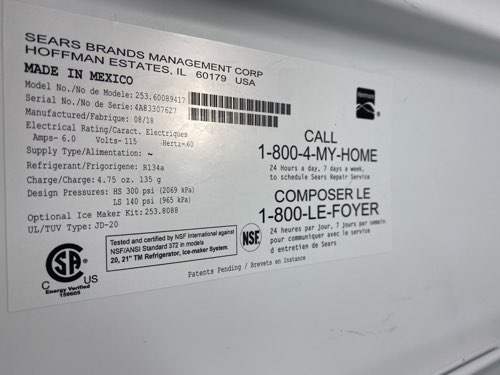 SEARS BRANDS MANAGEMENT CORP
HOFFMAN ESTATES, IL 60179 USA
MADE IN MEXICO
Model No./No de Modele: 253.60089417
Serial No./No de Serie: 4A83307627
Manufactured/Fabrique: 08/18
Electrical Rating/Caract. Electriques
Amps- 6.0 Volts- 115 Hertz-60
Supply Type/Alimentation: ~
Refrigerant/Frigorigene: R134a
Charge/Charge: 4.75 oz. 135 g
Design Pressures: HS 300 psi (2069 kPa)
LS 140 psi (965 kPa)
Optional Ice Maker Kit: 253.8088
UL/TUV Type: JD-20
Kenmore
CALL
1-800-4-MY-HOME
24 Hours a day, 7 days a week,
to schedule Sears Repair Service
COMPOSER LE
1-800-LE-FOYER
24 heures par jour, 7 jours par semaine
pour communiquer avec le service
d entretien de Sears
SA
C US
Energy Verified
159805
Tested and certified by NSF International against
NSF/ANSI Standard 372 in models
20, 21" TM Refrigerator, Ice-maker System.
NSF
Patents Pending / Brevets en Instance